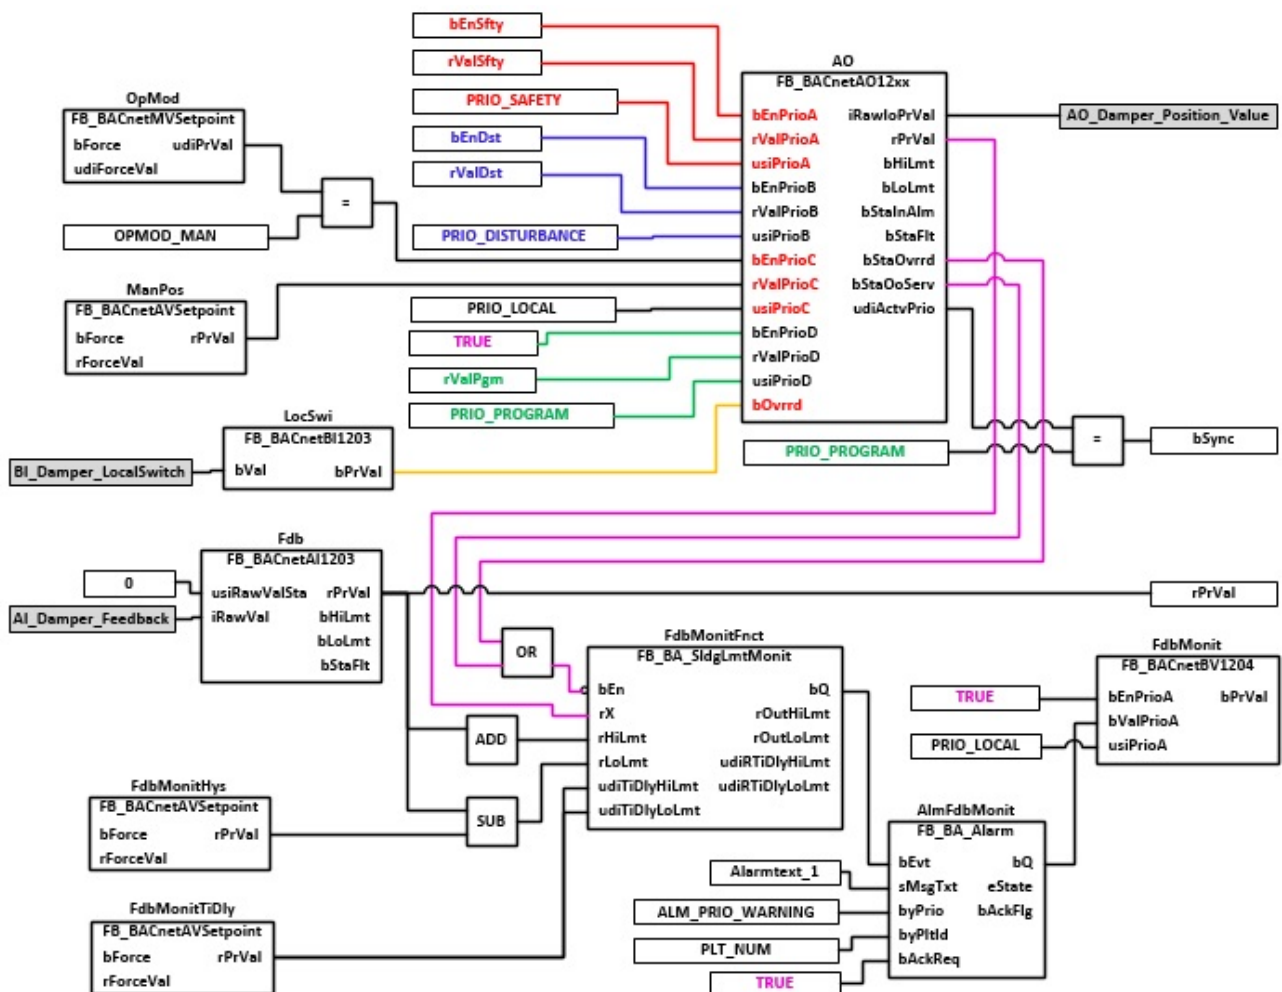 bEnSfty
rValSfty
PRIO_SAFETY
bEnDst
rValDst
PRIO_DISTURBANCE
OpMod
FB_BACnetMVSetpoint
bForce udiPrVal
udiForceVal
=
OPMOD_MAN
ManPos
FB_BACnetAVSetpoint
bForce rPrVal
rForceVal
PRIO_LOCAL
TRUE
rValPgm
PRIO_PROGRAM
AO
FB_BACnetAO12xx
bEnPrioA iRawIoPrVal
rValPrioA rPrVal
usiPrioA bHiLmt
bEnPrioB bLoLmt
rValPrioB bStaInAlm
usiPrioB bStaFlt
bEnPrioC bStaOvrrd
rValPrioC bStaOoServ
usiPrioC udiActvPrio
bEnPrioD
rValPrioD
usiPrioD
bOvrrd
AO_Damper_Position_Value
LocSwi
FB_BACnetBI1203
BI_Damper_LocalSwitch
bVal bPrVal
PRIO_PROGRAM
=
bSync
Fdb
FB_BACnetAI1203
0
usiRawValSta rPrVal
AI_Damper_Feedback
iRawVal bHiLmt
bLoLmt
bStaFlt
rPrVal
OR
ADD
SUB
FdbMonitFnct
FB_BA_SldgLmtMonit
bEn bQ
rX rOutHiLmt
rHiLmt rOutLoLmt
rLoLmt udiRTiDlyHiLmt
udiTiDlyHiLmt udiRTiDlyLoLmt
udiTiDlyLoLmt
FdbMonit
FB_BACnetBV1204
TRUE
bEnPrioA bPrVal
bValPrioA
PRIO_LOCAL
usiPrioA
FdbMonitHys
FB_BACnetAVSetpoint
bForce rPrVal
rForceVal
AlmFdbMonit
FB_BA_Alarm
bEvt bQ
Alarmtext_1
sMsgTxt eState
ALM_PRIO_WARNING
byPrio bAckFlg
PLT_NUM
byPltId
bAckReq
TRUE
FdbMonitTiDly
FB_BACnetAVSetpoint
bForce rPrVal
rForceVal